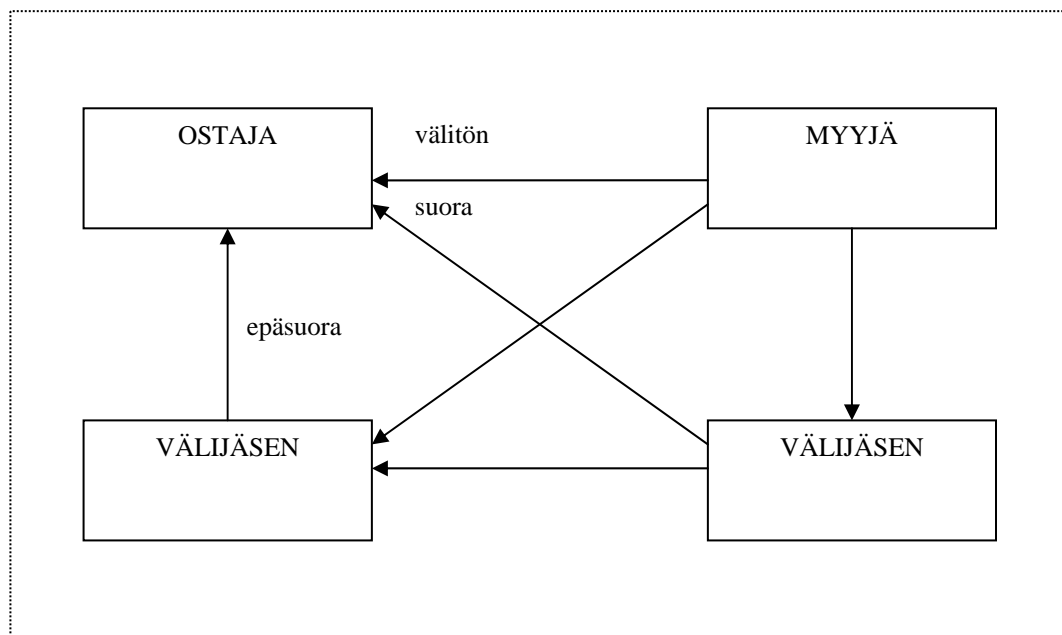 OSTAJA
välitön
MYYJÄ
suora
epäsuora
VÄLIJÄSEN
VÄLIJÄSEN